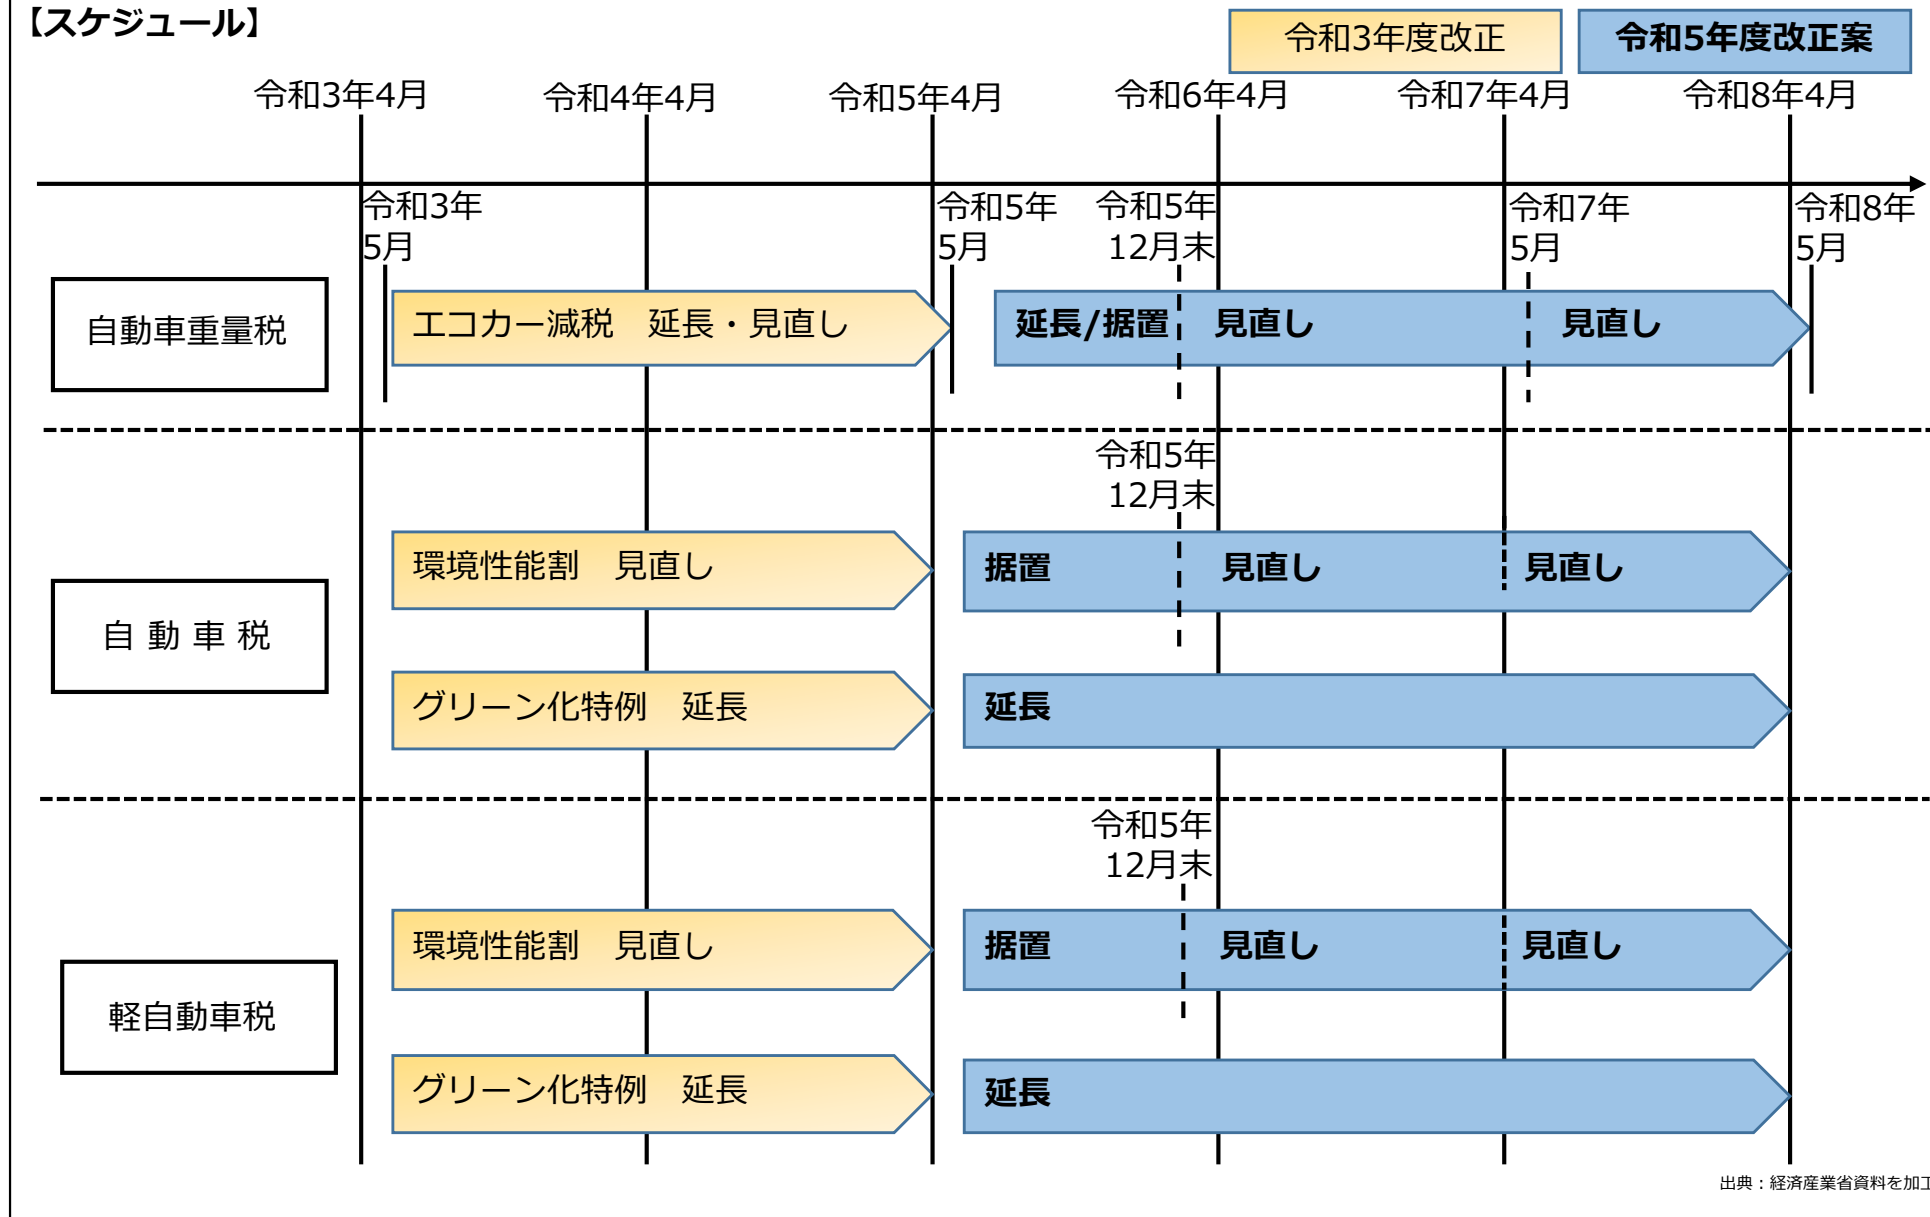 【スケジュール】
令和3年度改正
令和5年度改正案
令和3年4月
令和4年4月
令和5年4月
令和6年4月
令和7年4月
令和8年4月
令和3年
5月
令和5年
5月
令和5年
12月末
令和7年
5月
令和8年
5月
自動車重量税
エコカー減税　延長・見直し
延長/据置
見直し
見直し
令和5年
12月末
自 動 車 税
環境性能割　見直し
据置
見直し
見直し
グリーン化特例　延長
延長
令和5年
12月末
軽自動車税
環境性能割　見直し
据置
見直し
見直し
グリーン化特例　延長
延長
出典：経済産業省資料を加工